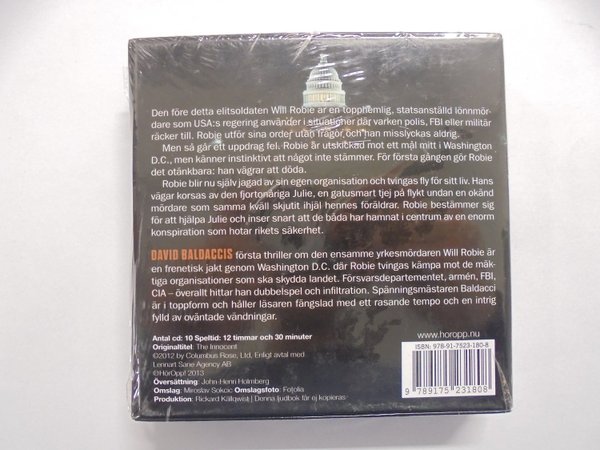 Den före detta elitsoldaten Will Robie är en topphemlig, statsanställd lönnmör-
dare som USA:s regering använder i situationer där varken polis, FBI eller militär
räcker till. Robie utför sina order utan frågor, och han misslyckas aldrig.
Men så går ett uppdrag fel. Robie är utskickad mot ett mål mitt i Washington
D.C., men känner instinktivt att något inte stämmer. För första gången gör Robie
det otänkbara: han vägrar att döda.
Robie blir nu själv jagad av sin egen organisation och tvingas fly för sitt liv. Hans
vägar korsas av den fjortonåriga Julie, en gatusmart tjej på flykt undan en okänd
mördare som samma kväll skjutit ihjäl hennes föräldrar. Robie bestämmer sig
för att hjälpa Julie och inser snart att de båda har hamnat i centrum av en enorm
konspiration som hotar rikets säkerhet.
DAVID BALDACCIS första thriller om den ensamme yrkesmördaren Will Robie är
en frenetisk jakt genom Washington D.C. där Robie tvingas kämpa mot de mäk-
tiga organisationer som ska skydda landet. Försvarsdepartementet, armén, FBI,
CIA – överallt hittar han dubbelspel och infiltration. Spänningsmästaren Baldacci
är i toppform och håller läsaren fängslad med ett rasande tempo och en intrig
fylld av oväntade vändningar.
Antal cd: 10 Speltid: 12 timmar och 30 minuter
Originaltitel: The Innocent
©2012 by Columbus Rose, Ltd. Enligt avtal med
Lennart Sane Agency AB
©HörOpp! 2013
Översättning: John-Henri Holmberg
Omslag: Miroslav Sokcic Omslagsfoto: Fotolia
Produktion: Rickard Källqwist | Denna ljudbok får ej kopieras
www.horopp.nu
ISBN: 978-91-7523-180-8
9 789175 231808